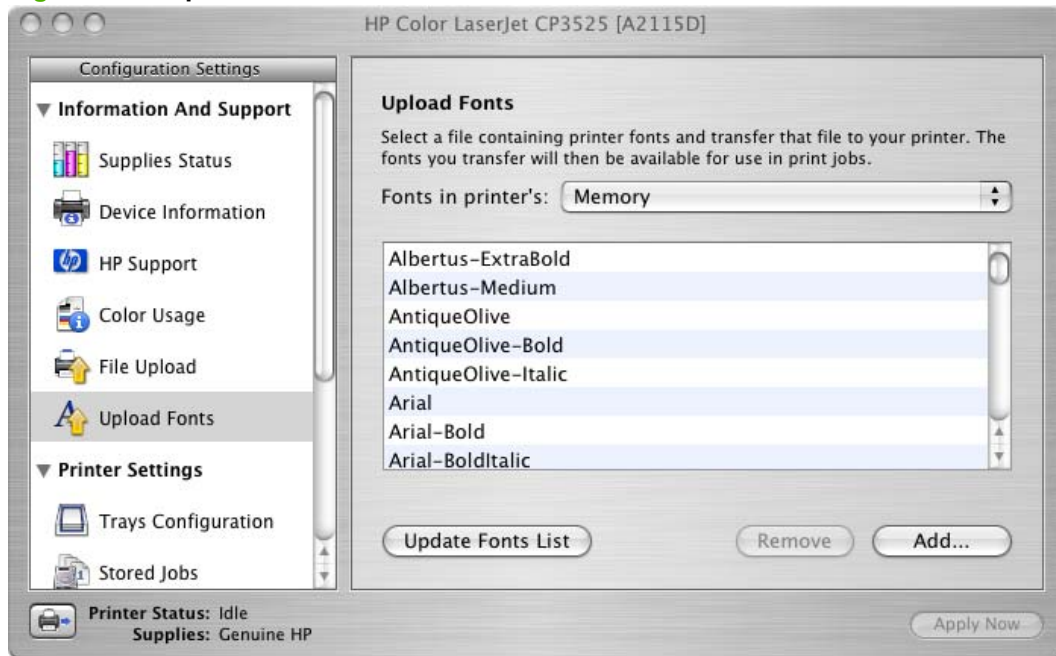 HP Color LaserJet CP3525 [A2115D]
Configuration Settings
Information And Support
Supplies Status
Device Information
hp HP Support
Color Usage
File Upload
A Upload Fonts
Printer Settings
Trays Configuration
Stored Jobs
Upload Fonts
Select a file containing printer fonts and transfer that file to your printer. The
fonts you transfer will then be available for use in print jobs.
Fonts in printer's: Memory
Albertus-ExtraBold
Albertus-Medium
AntiqueOlive
AntiqueOlive-Bold
AntiqueOlive-Italic
Arial
Arial-Bold
Arial-BoldItalic
Update Fonts List Remove Add...
Printer Status: Idle
Supplies: Genuine HP
Apply Now